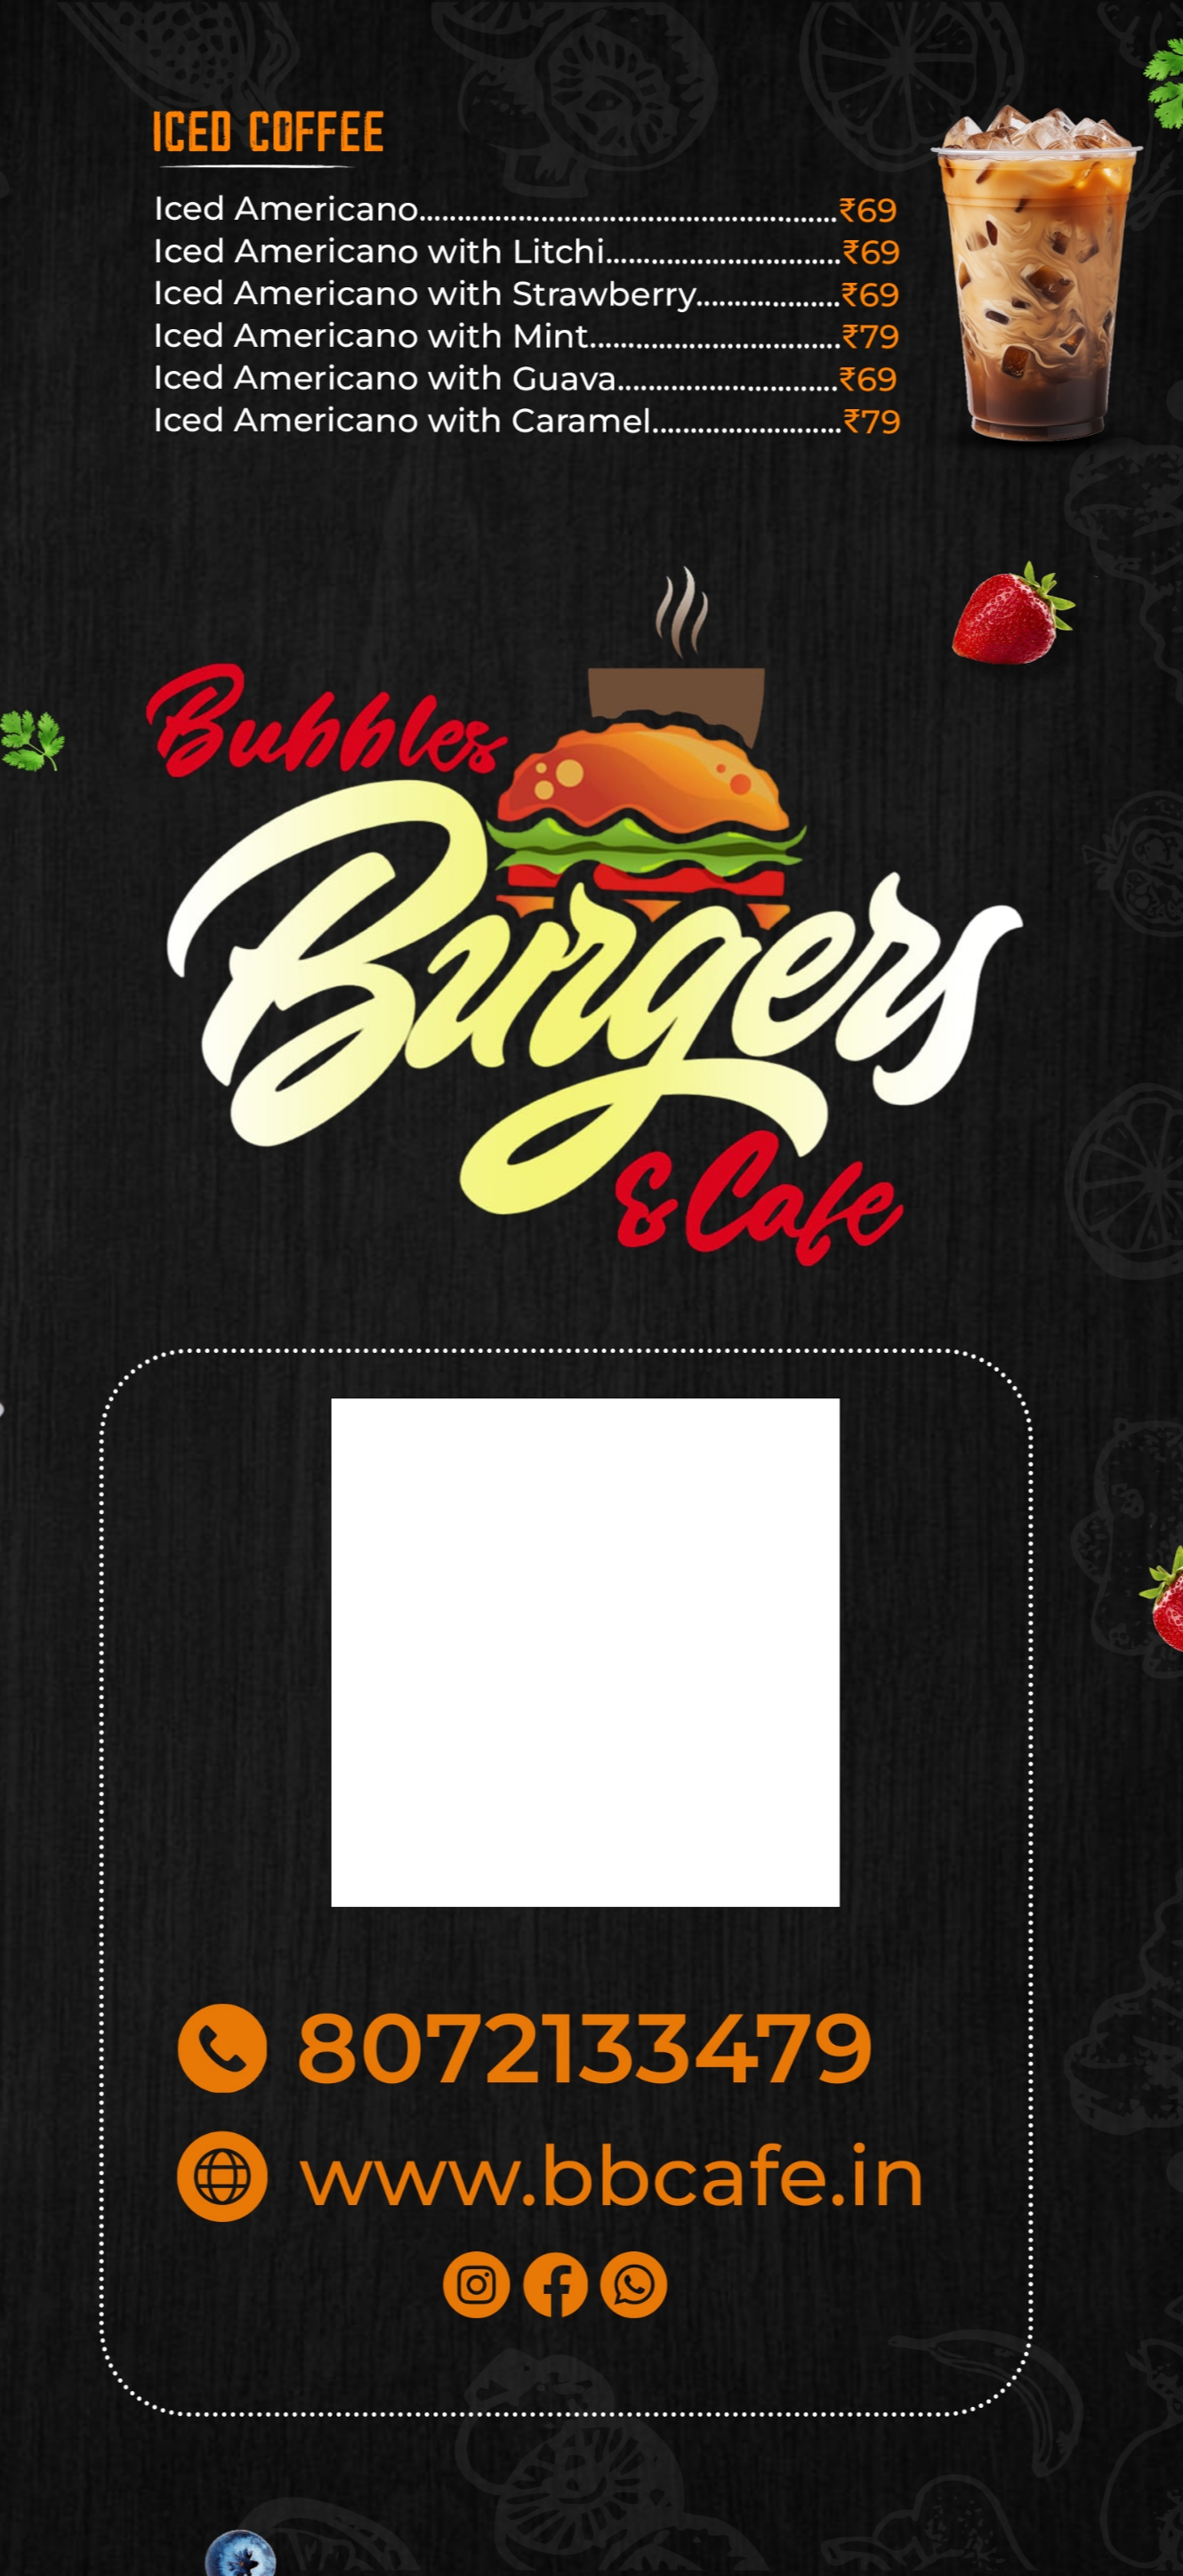 ICED COFFEE
Iced Americano.......................................................₹69
Iced Americano with Litchi...............................₹69
Iced Americano with Strawberry...................₹69
Iced Americano with Mint.................................₹79
Iced Americano with Guava.............................₹69
Iced Americano with Caramel.........................₹79
Bubbles
Burgers
& Cafe
8072133479
www.bbcafe.in